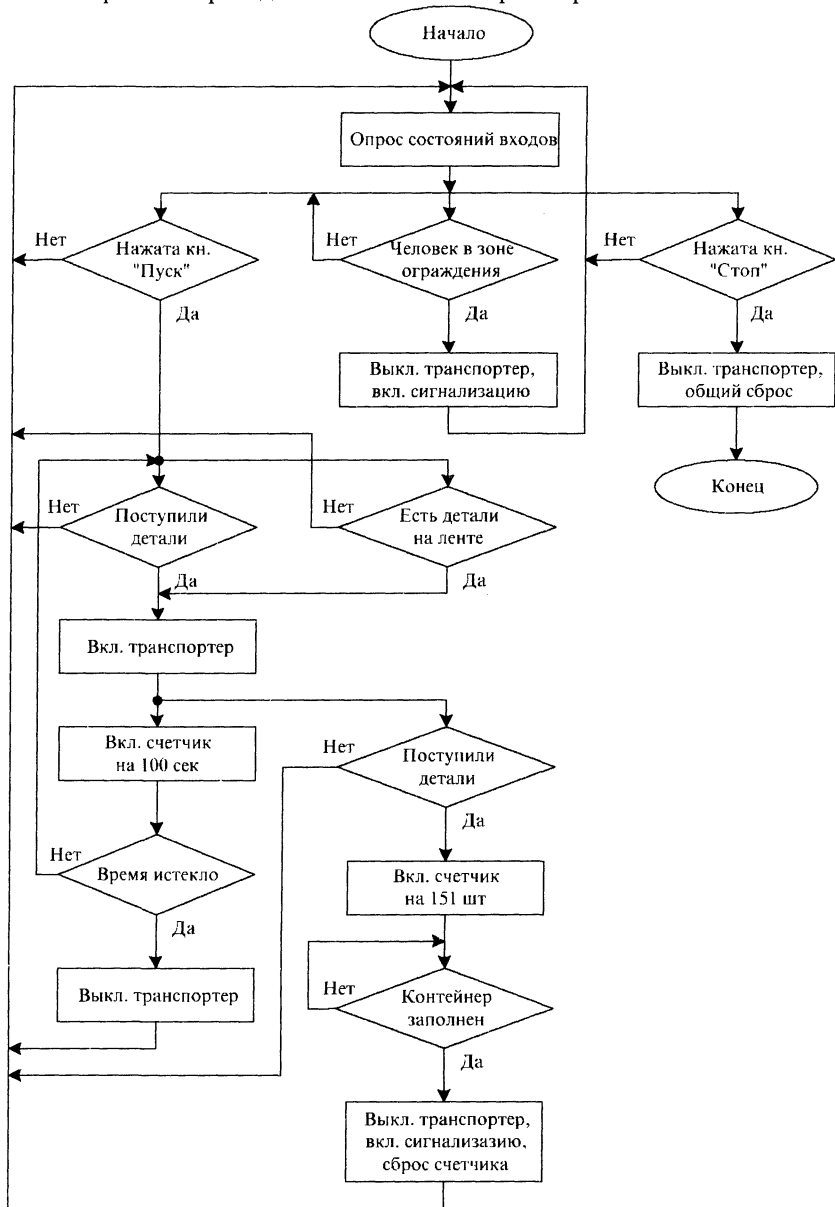 Начало
Опрос состояний входов
Нет
Нажата кн.
"Пуск"
Да
Нет
Человек в зоне
ограждения
Да
Нет
Нажата кн.
"Стоп"
Да
Выкл. транспортер,
вкл. сигнализацию
Выкл. транспортер,
общий сброс
Конец
Нет
Поступили
детали
Да
Нет
Есть детали
на ленте
Да
Вкл. транспортер
Вкл. счетчик
на 100 сек
Нет
Поступили
детали
Да
Нет
Время истекло
Да
Вкл. счетчик
на 151 шт
Выкл. транспортер
Нет
Контейнер
заполнен
Да
Выкл. транспортер,
вкл. сигнализазию,
сброс счетчика